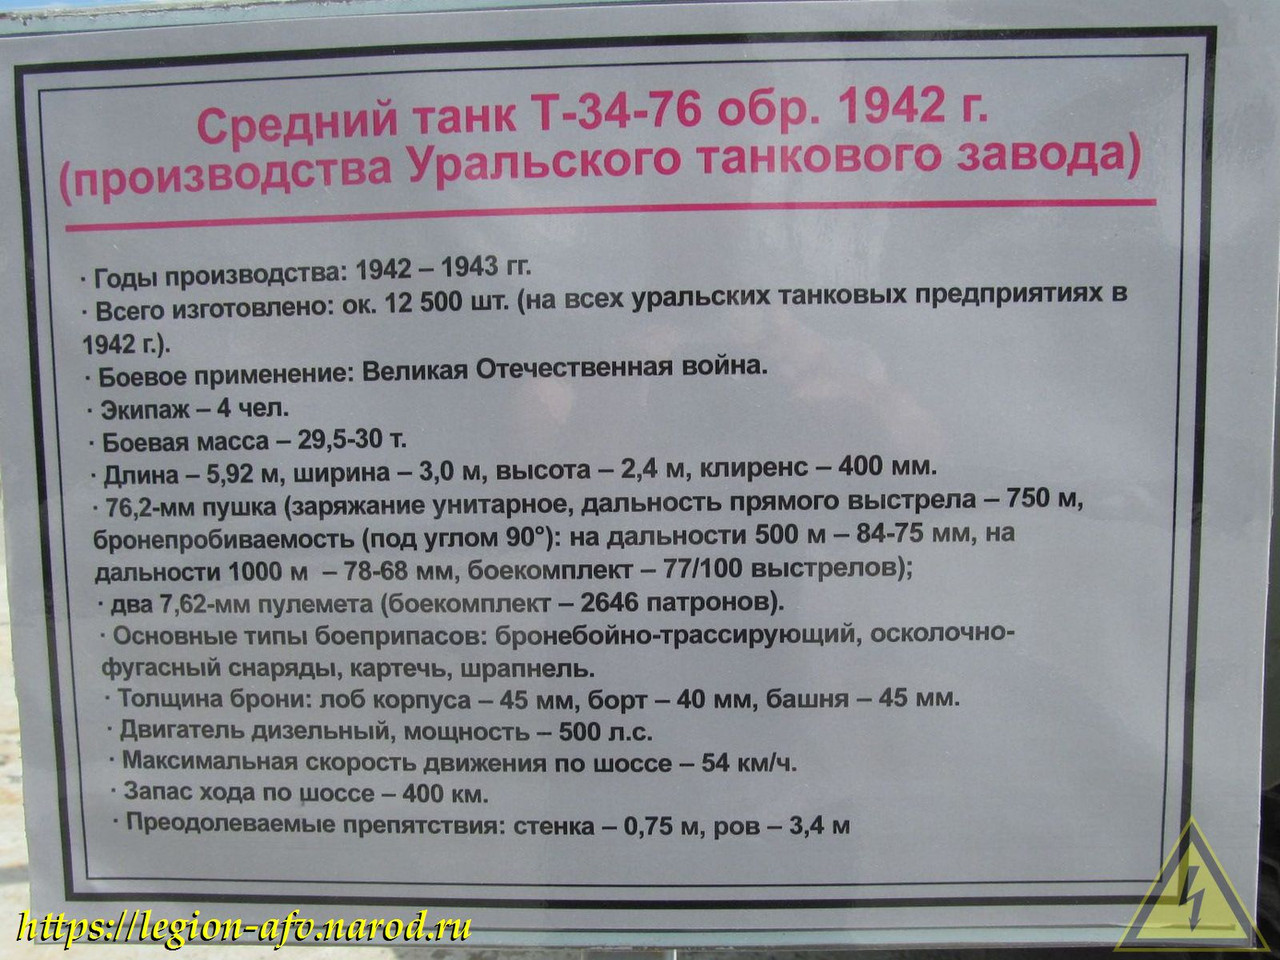 Средний танк Т-34-76 обр. 1942 г.
(производства Уральского танкового завода)
· Годы производства: 1942 – 1943 гг.
· Всего изготовлено: ок. 12 500 шт. (на всех уральских танковых предприятиях в
1942 г.).
· Боевое применение: Великая Отечественная война.
· Экипаж – 4 чел.
· Боевая масса – 29,5-30 т.
· Длина – 5,92 м, ширина – 3,0 м, высота – 2,4 м, клиренс – 400 мм.
· 76,2-мм пушка (заряжание унитарное, дальность прямого выстрела – 750 м,
бронепробиваемость (под углом 90°): на дальности 500 м – 84-75 мм, на
дальности 1000 м – 78-68 мм, боекомплект – 77/100 выстрелов);
· два 7,62-мм пулемета (боекомплект – 2646 патронов).
· Основные типы боеприпасов: бронебойно-трассирующий, осколочно-
фугасный снаряды, картечь, шрапнель.
· Толщина брони: лоб корпуса – 45 мм, борт – 40 мм, башня – 45 мм.
· Двигатель дизельный, мощность – 500 л.с.
· Максимальная скорость движения по шоссе – 54 км/ч.
· Запас хода по шоссе – 400 км.
· Преодолеваемые препятствия: стенка – 0,75 м, ров – 3,4 м
https://legion-afv.narod.ru